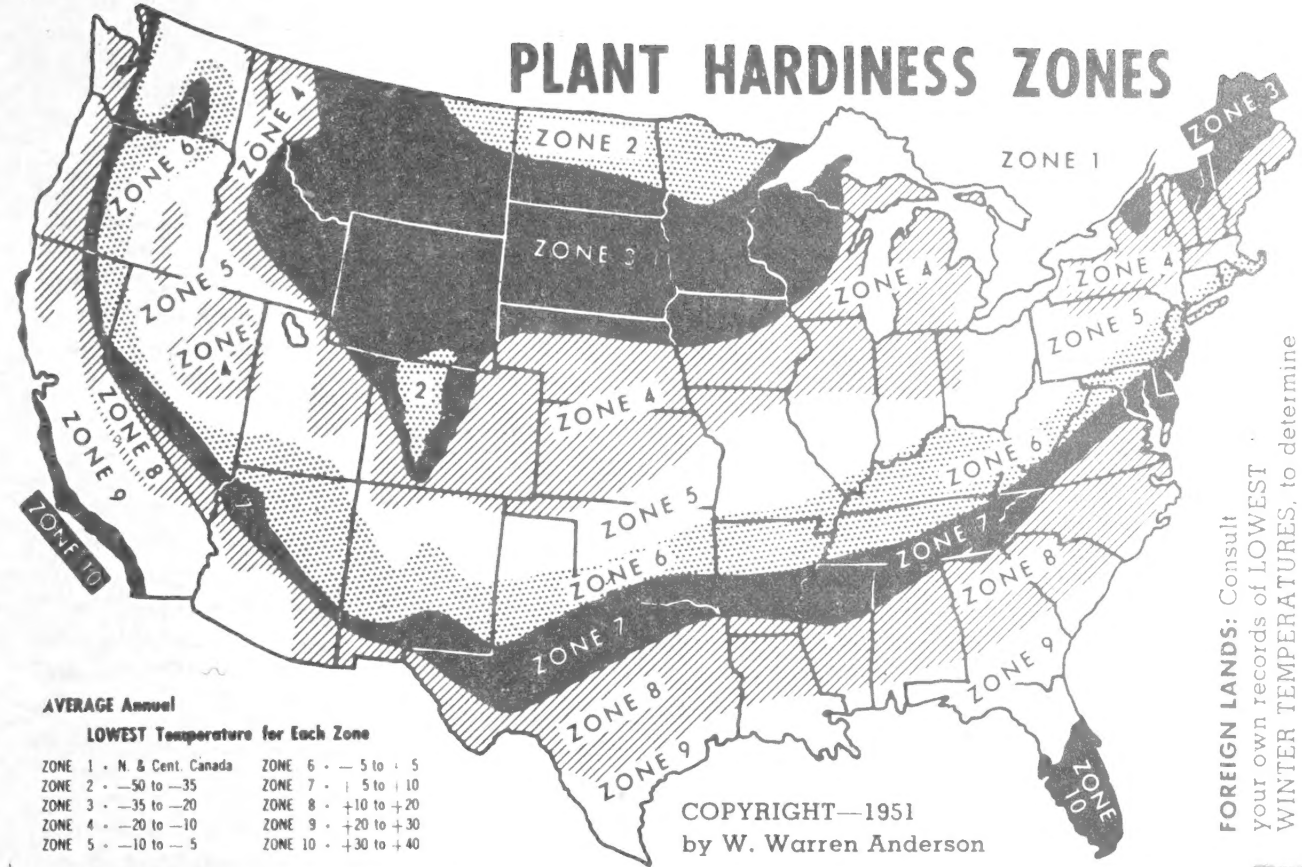 PLANT HARDINESS ZONES
ZONE 3
ZONE 1
ZONE 2
ZONE 4
7
ZONE 6
ZONE 3
ZONE 4
ZONE 4
ZONE 5
ZONE 5
ZONE
4
2
ZONE 4
ZONE 8
ZONE 9
ZONE 6
ZONE 5
7
ZONE 7
ZONE 10
ZONE 6
ZONE 8
ZONE 7
ZONE 9
ZONE 8
ZONE 9
ZONE
10
AVERAGE Annual
LOWEST Temperature for Each Zone
ZONE 1 - N. & Cent. Canada
ZONE 2 - —50 to —35
ZONE 3 - —35 to —20
ZONE 4 - —20 to —10
ZONE 5 - —10 to — 5
ZONE 6 - — 5 to + 5
ZONE 7 - + 5 to +10
ZONE 8 - +10 to +20
ZONE 9 - +20 to +30
ZONE 10 - +30 to +40
COPYRIGHT—1951
by W. Warren Anderson
FOREIGN LANDS: Consult
your own records of LOWEST
WINTER TEMPERATURES, to determine